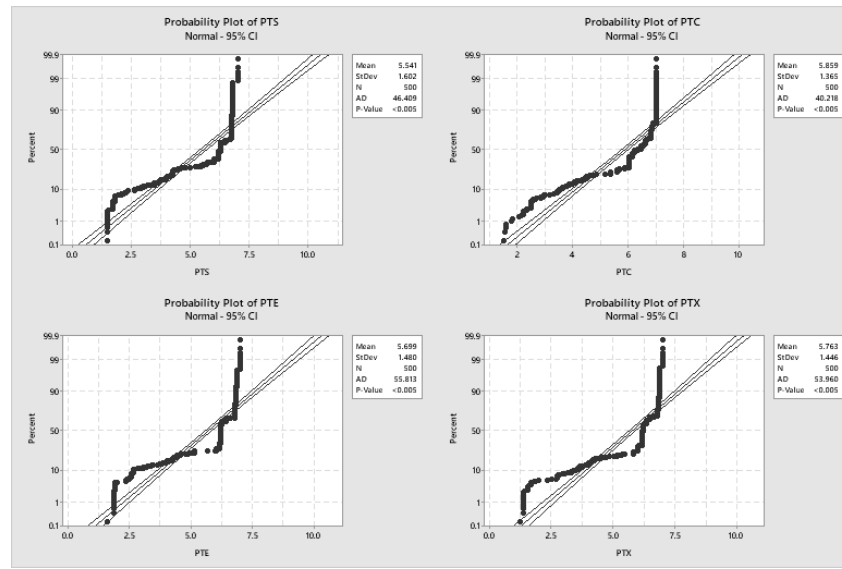 Probability Plot of PTS
Normal - 95% CI
99.9
99
90
50
10
1
0.1
Percent
0.0 2.5 5.0 7.5 10.0
PTS
Mean 5.541
StDev 1.602
N 500
AD 46.409
P-Value <0.005
Probability Plot of PTC
Normal - 95% CI
99.9
99
90
50
10
1
0.1
Percent
2 4 6 8 10
PTC
Mean 5.859
StDev 1.365
N 500
AD 40.218
P-Value <0.005
Probability Plot of PTE
Normal - 95% CI
99.9
99
90
50
10
1
0.1
Percent
0.0 2.5 5.0 7.5 10.0
PTE
Mean 5.699
StDev 1.480
N 500
AD 55.813
P-Value <0.005
Probability Plot of PTX
Normal - 95% CI
99.9
99
90
50
10
1
0.1
Percent
0.0 2.5 5.0 7.5 10.0
PTX
Mean 5.763
StDev 1.446
N 500
AD 53.960
P-Value <0.005